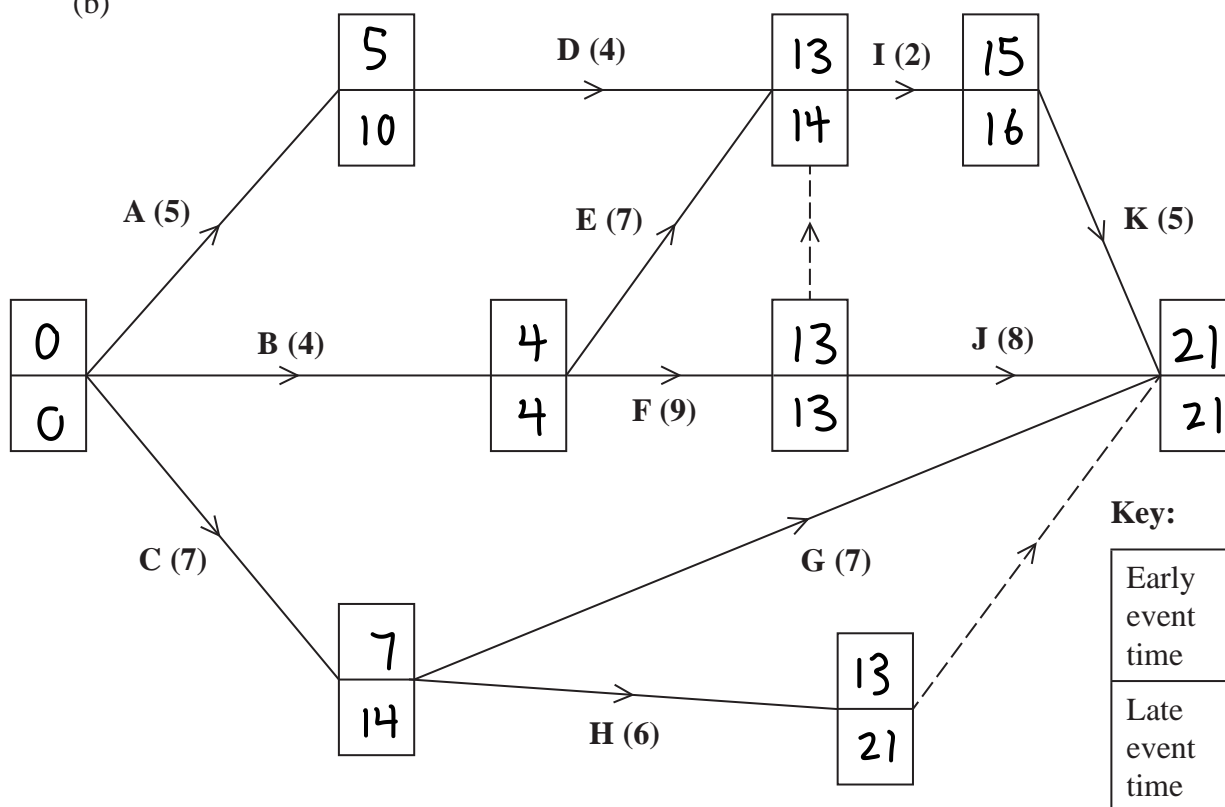 (b)
5
10
D (4)
13
14
I (2)
15
16
A (5)
E (7)
K (5)
0
0
B (4)
4
4
F (9)
13
13
J (8)
21
21
C (7)
G (7)
Key:
Early
event
time
Late
event
time
7
14
H (6)
13
21